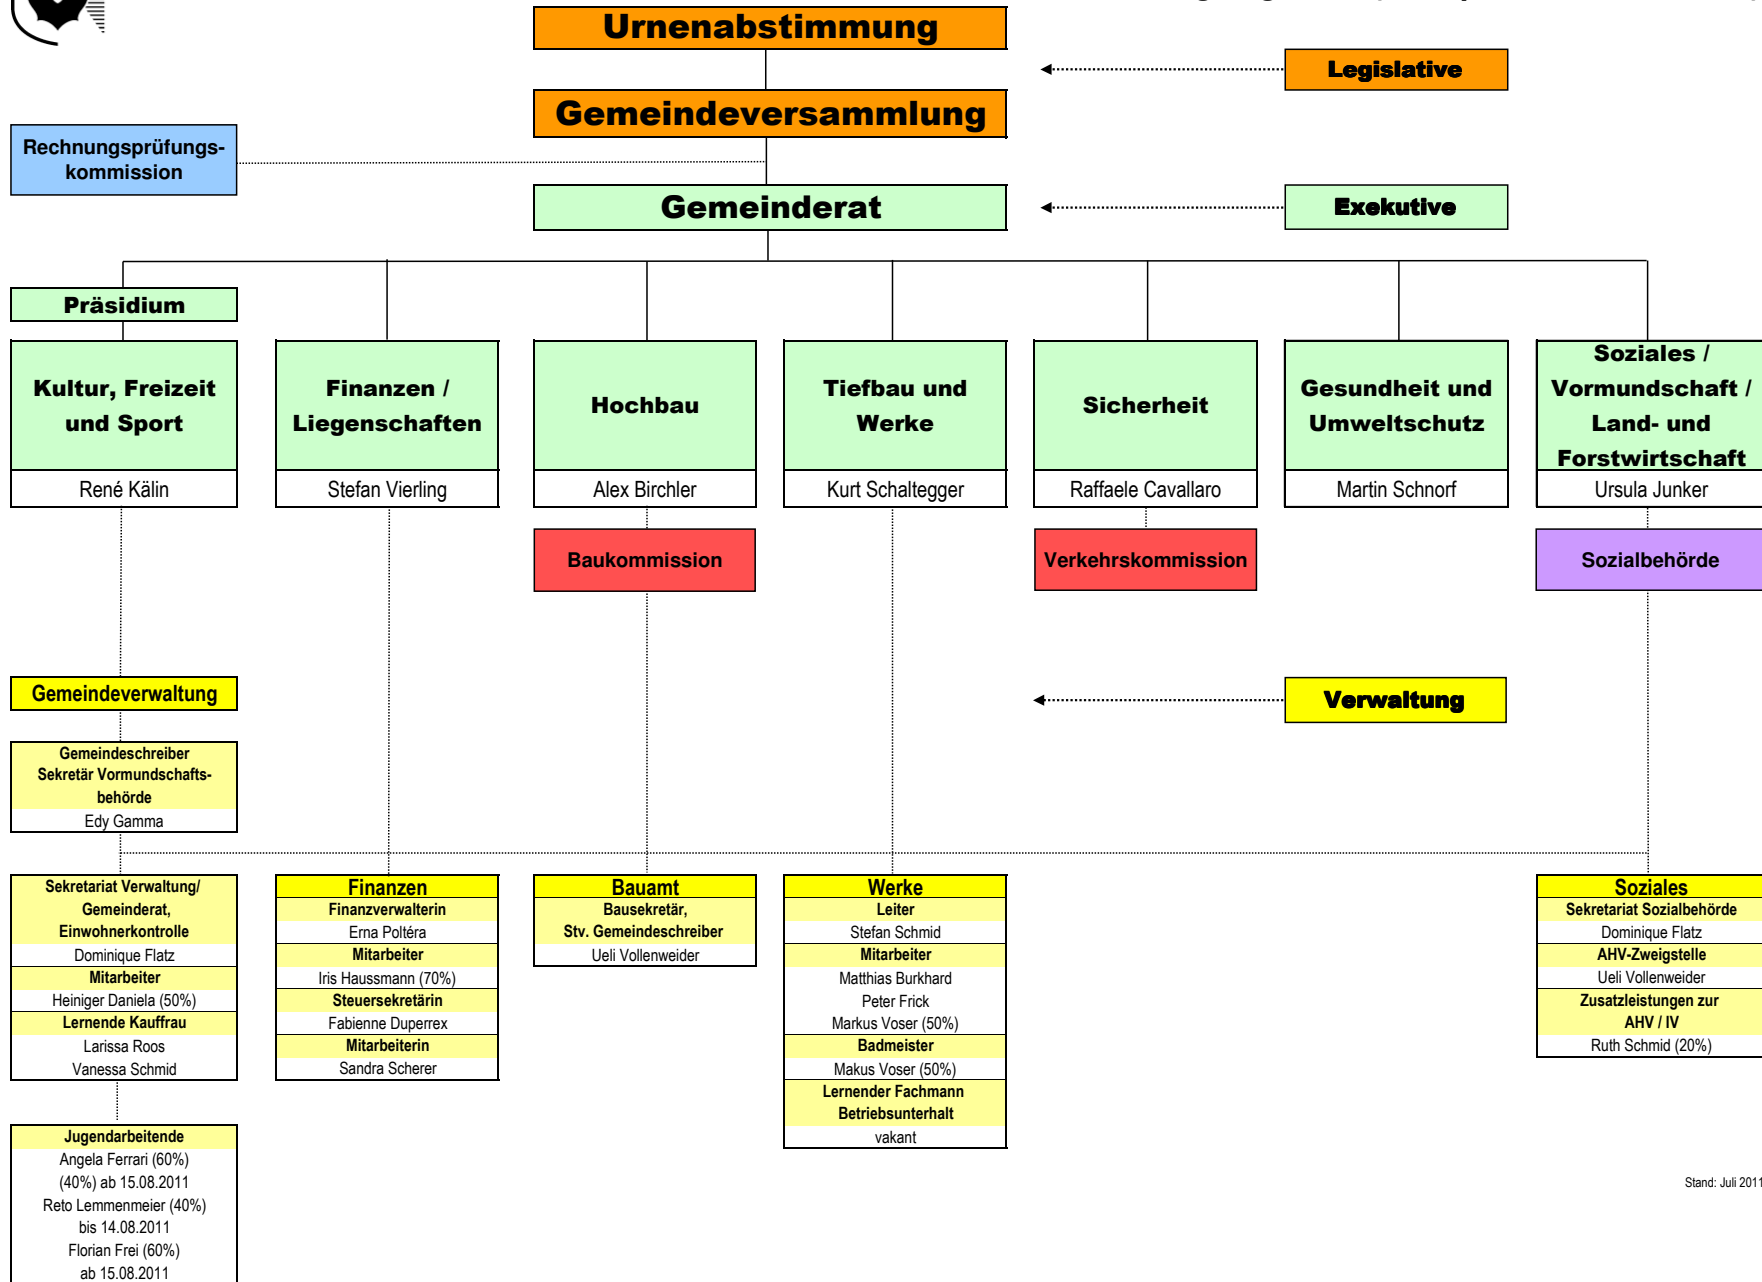 Urnenabstimmung
Legislative
Gemeindeversammlung
Rechnungsprüfungs-
kommission
Gemeinderat
Exekutive
Präsidium
Kultur, Freizeit
und Sport
René Kälin
Finanzen /
Liegenschaften
Stefan Vierling
Hochbau
Alex Birchler
Tiefbau und
Werke
Kurt Schaltegger
Sicherheit
Raffaele Cavallaro
Gesundheit und
Umweltschutz
Martin Schnorf
Soziales /
Vormundschaft /
Land- und
Forstwirtschaft
Ursula Junker
Baukommission
Verkehrskommission
Sozialbehörde
Gemeindeverwaltung
Verwaltung
Gemeindeschreiber
Sekretär Vormundschafts-
behörde
Edy Gamma
Sekretariat Verwaltung/
Gemeinderat,
Einwohnerkontrolle
Dominique Flatz
Mitarbeiter
Heiniger Daniela (50%)
Lernende Kauffrau
Larissa Roos
Vanessa Schmid
Finanzen
Finanzverwalterin
Erna Poltéra
Mitarbeiter
Iris Haussmann (70%)
Steuersekretärin
Fabienne Duperrex
Mitarbeiterin
Sandra Scherer
Bauamt
Bausekretär,
Stv. Gemeindeschreiber
Ueli Vollenweider
Werke
Leiter
Stefan Schmid
Mitarbeiter
Matthias Burkhard
Peter Frick
Markus Voser (50%)
Badmeister
Makus Voser (50%)
Lernender Fachmann
Betriebsunterhalt
vakant
Soziales
Sekretariat Sozialbehörde
Dominique Flatz
AHV-Zweigstelle
Ueli Vollenweider
Zusatzleistungen zur
AHV / IV
Ruth Schmid (20%)
Jugendarbeitende
Angela Ferrari (60%)
(40%) ab 15.08.2011
Reto Lemmenmeier (40%)
bis 14.08.2011
Florian Frei (60%)
ab 15.08.2011
Stand: Juli 2011